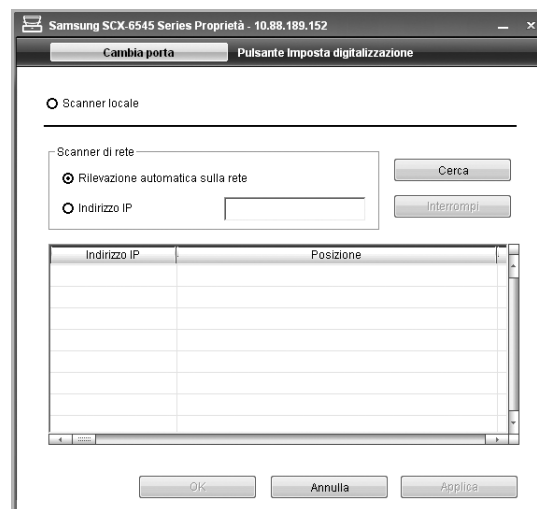 Samsung SCX-6545 Series Proprietà - 10.88.189.152
Cambia porta Pulsante Imposta digitalizzazione
Scanner locale
Scanner di rete
Rilevazione automatica sulla rete
Cerca
Indirizzo IP
Interrompi
Indirizzo IP Posizione
OK Annulla Applica